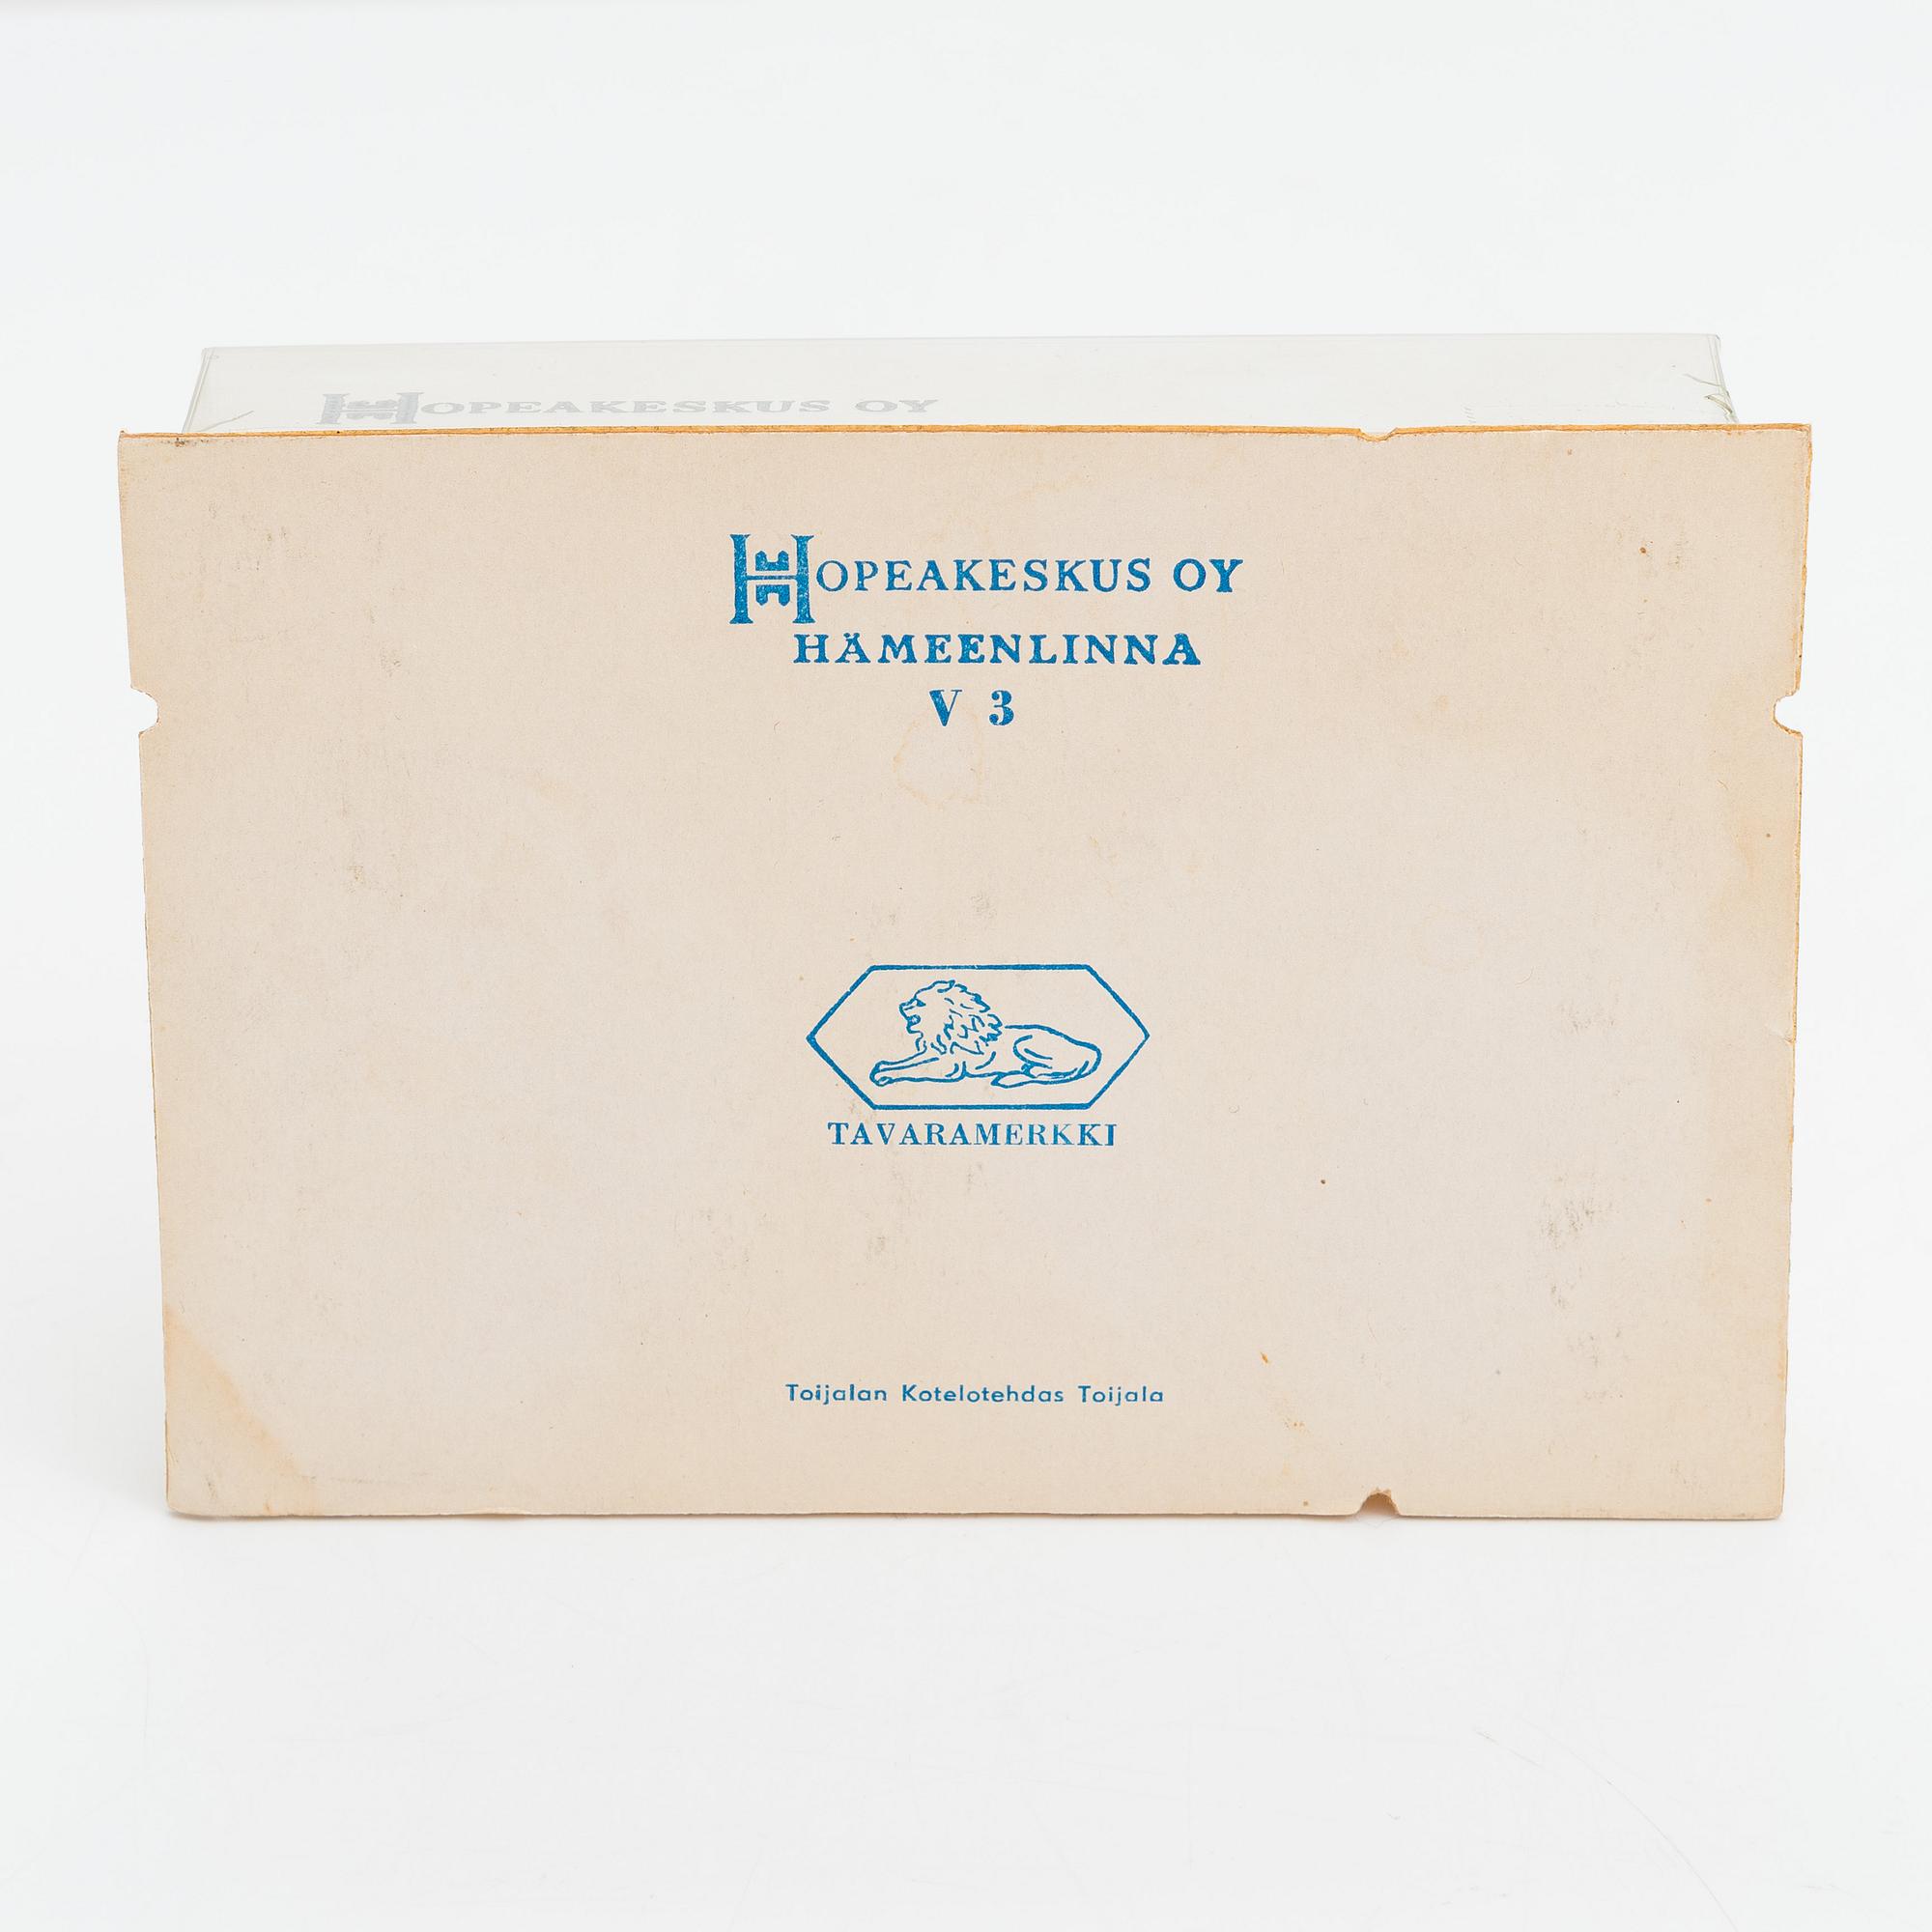 HOPEAKESKUS OY
HOPEAKESKUS OY
HÄMEENLINNA
V 3
TAVARAMERKKI
Toijalan Kotelotehdas Toijala